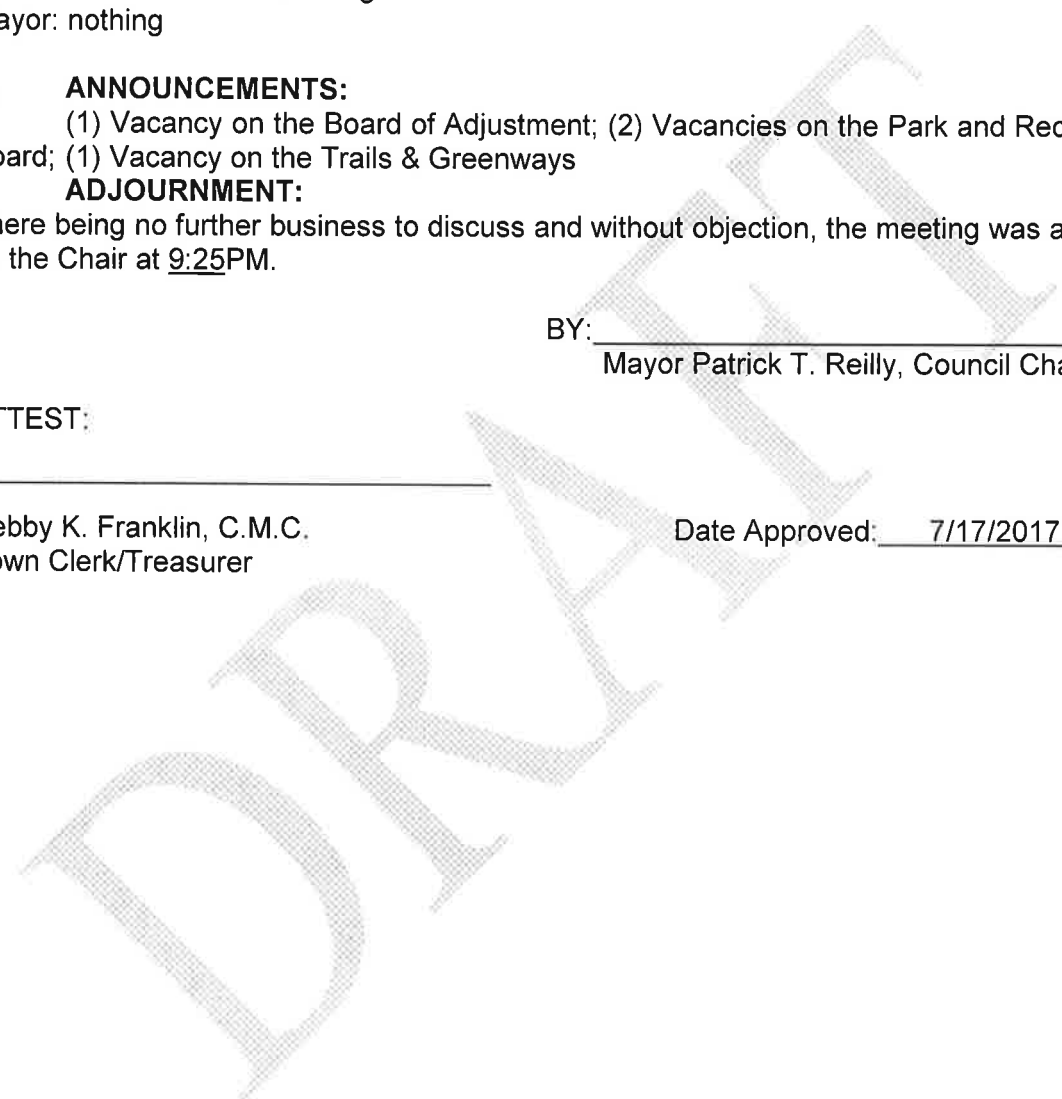 ayor: nothing
ANNOUNCEMENTS:
(1) Vacancy on the Board of Adjustment; (2) Vacancies on the Park and Rec
oard; (1) Vacancy on the Trails & Greenways
ADJOURNMENT:
here being no further business to discuss and without objection, the meeting was a
the Chair at 9:25PM.
BY:
Mayor Patrick T. Reilly, Council Cha
TTEST:
ebby K. Franklin, C.M.C.
Date Approved: 7/17/2017
own Clerk/Treasurer
DRAFT